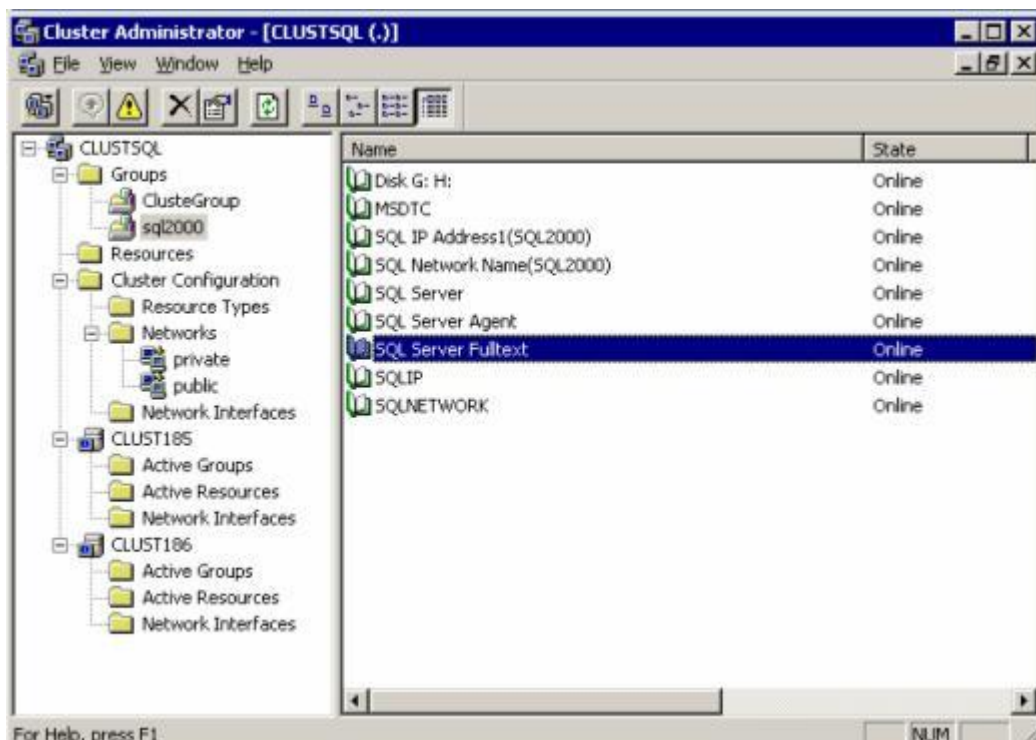 Cluster Administrator - [CLUSTSQL (.)]
File View Window Help
CLUSTSQL
Groups
ClusteGroup
sql2000
Resources
Cluster Configuration
Resource Types
Networks
private
public
Network Interfaces
CLUST185
Active Groups
Active Resources
Network Interfaces
CLUST186
Active Groups
Active Resources
Network Interfaces
Name State
Disk G: H: Online
MSDTC Online
SQL IP Address1(SQL2000) Online
SQL Network Name(SQL2000) Online
SQL Server Online
SQL Server Agent Online
SQL Server Fulltext Online
SQLIP Online
SQLNETWORK Online
For Help, press F1 NUM